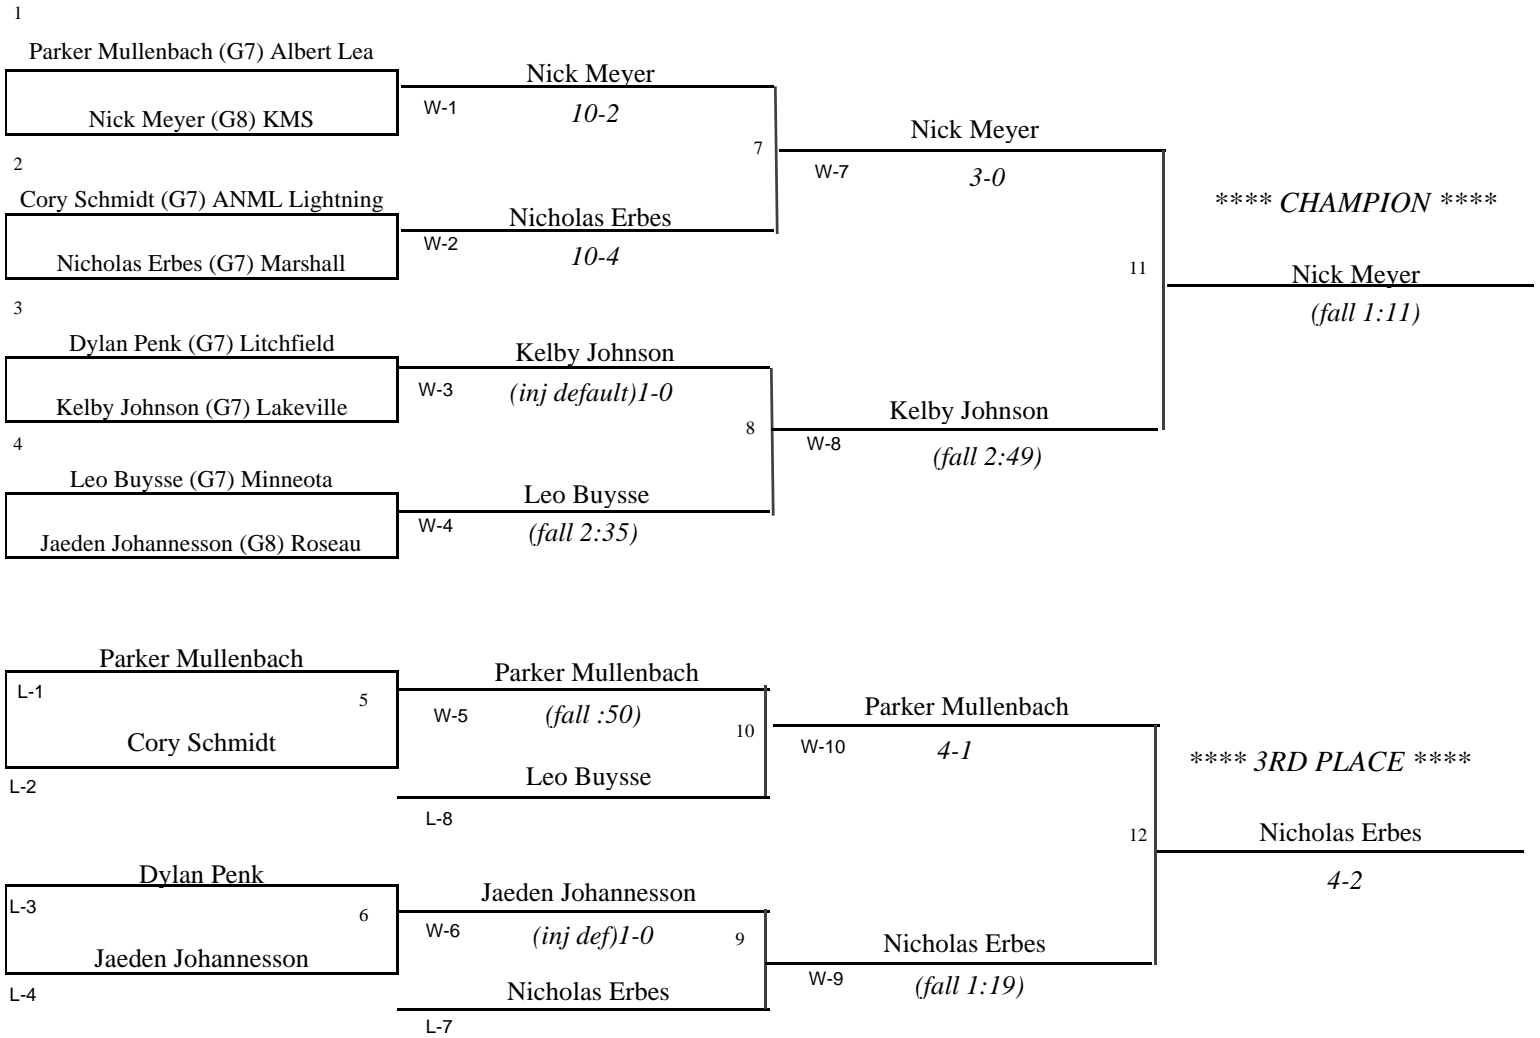 1
Parker Mullenbach (G7) Albert Lea
Nick Meyer
W-1
10-2
Nick Meyer (G8) KMS
7
Nick Meyer
W-7
3-0
2
Cory Schmidt (G7) ANML Lightning
Nicholas Erbes
W-2
10-4
Nicholas Erbes (G7) Marshall
**** CHAMPION ****
11
Nick Meyer
(fall 1:11)
3
Dylan Penk (G7) Litchfield
Kelby Johnson
W-3
(inj default)1-0
Kelby Johnson (G7) Lakeville
8
Kelby Johnson
W-8
(fall 2:49)
4
Leo Buysse (G7) Minneota
Leo Buysse
W-4
(fall 2:35)
Jaeden Johannesson (G8) Roseau
Parker Mullenbach
L-1
5
Cory Schmidt
L-2
Parker Mullenbach
W-5
(fall :50)
10
Leo Buysse
L-8
Parker Mullenbach
W-10
4-1
**** 3RD PLACE ****
12
Nicholas Erbes
4-2
Dylan Penk
L-3
6
Jaeden Johannesson
L-4
Jaeden Johannesson
W-6
(inj def)1-0
9
Nicholas Erbes
L-7
Nicholas Erbes
W-9
(fall 1:19)